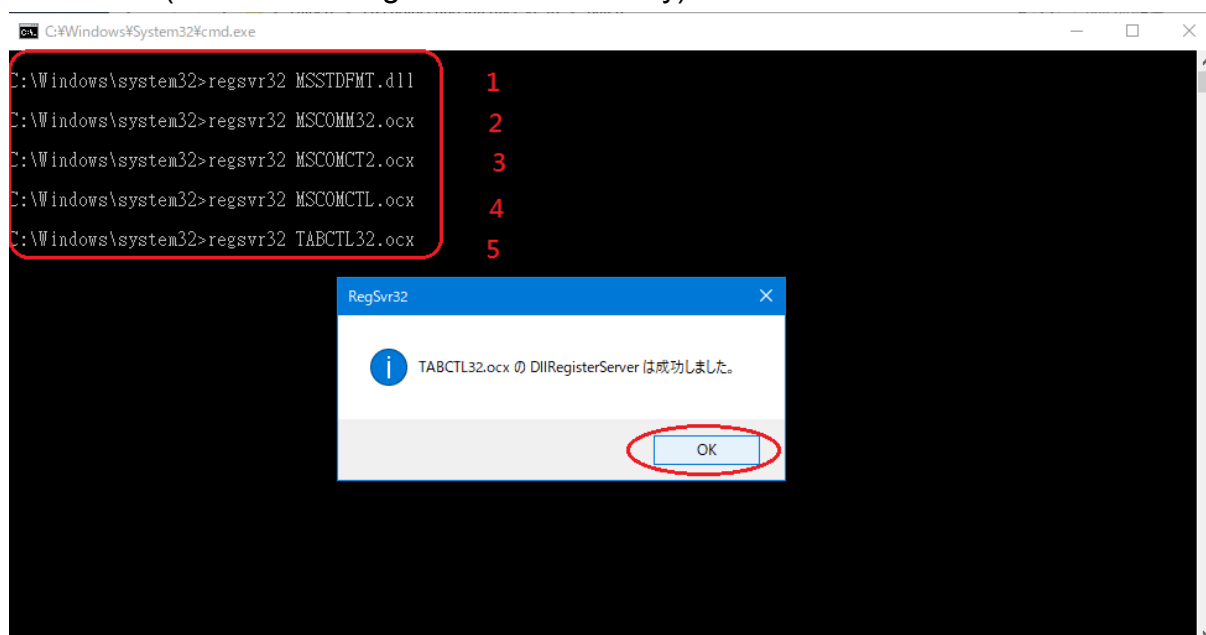 C:¥Windows¥System32¥cmd.exe
C:\Windows\system32>regsvr32 MSSTDFMT.dll 1
C:\Windows\system32>regsvr32 MSCOMM32.ocx 2
C:\Windows\system32>regsvr32 MSCOMCT2.ocx 3
C:\Windows\system32>regsvr32 MSCOMCTL.ocx 4
C:\Windows\system32>regsvr32 TABCTL32.ocx 5
RegSvr32
TABCTL32.ocx の DllRegisterServer は成功しました。
OK